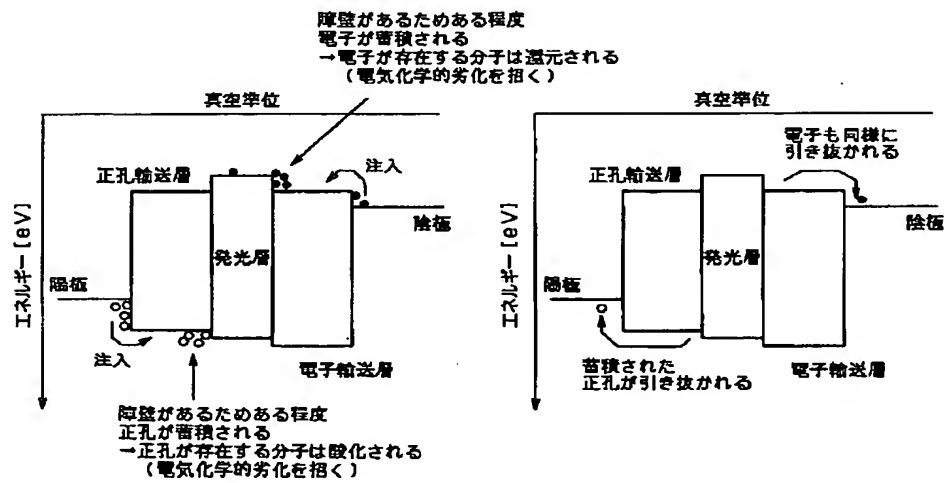 障壁があるためある程度
電子が蓄積される
→電子が存在する分子は還元される
（電気化学的劣化を招く）
真空準位
正孔輸送層
注入
陰極
発光層
エネルギー[eV]
陽極
注入
電子輸送層
障壁があるためある程度
正孔が蓄積される
→正孔が存在する分子は酸化される
（電気化学的劣化を招く）
真空準位
電子も同様に
引き抜かれる
正孔輸送層
陰極
発光層
エネルギー[eV]
陽極
蓄積された
正孔が引き抜かれる
電子輸送層